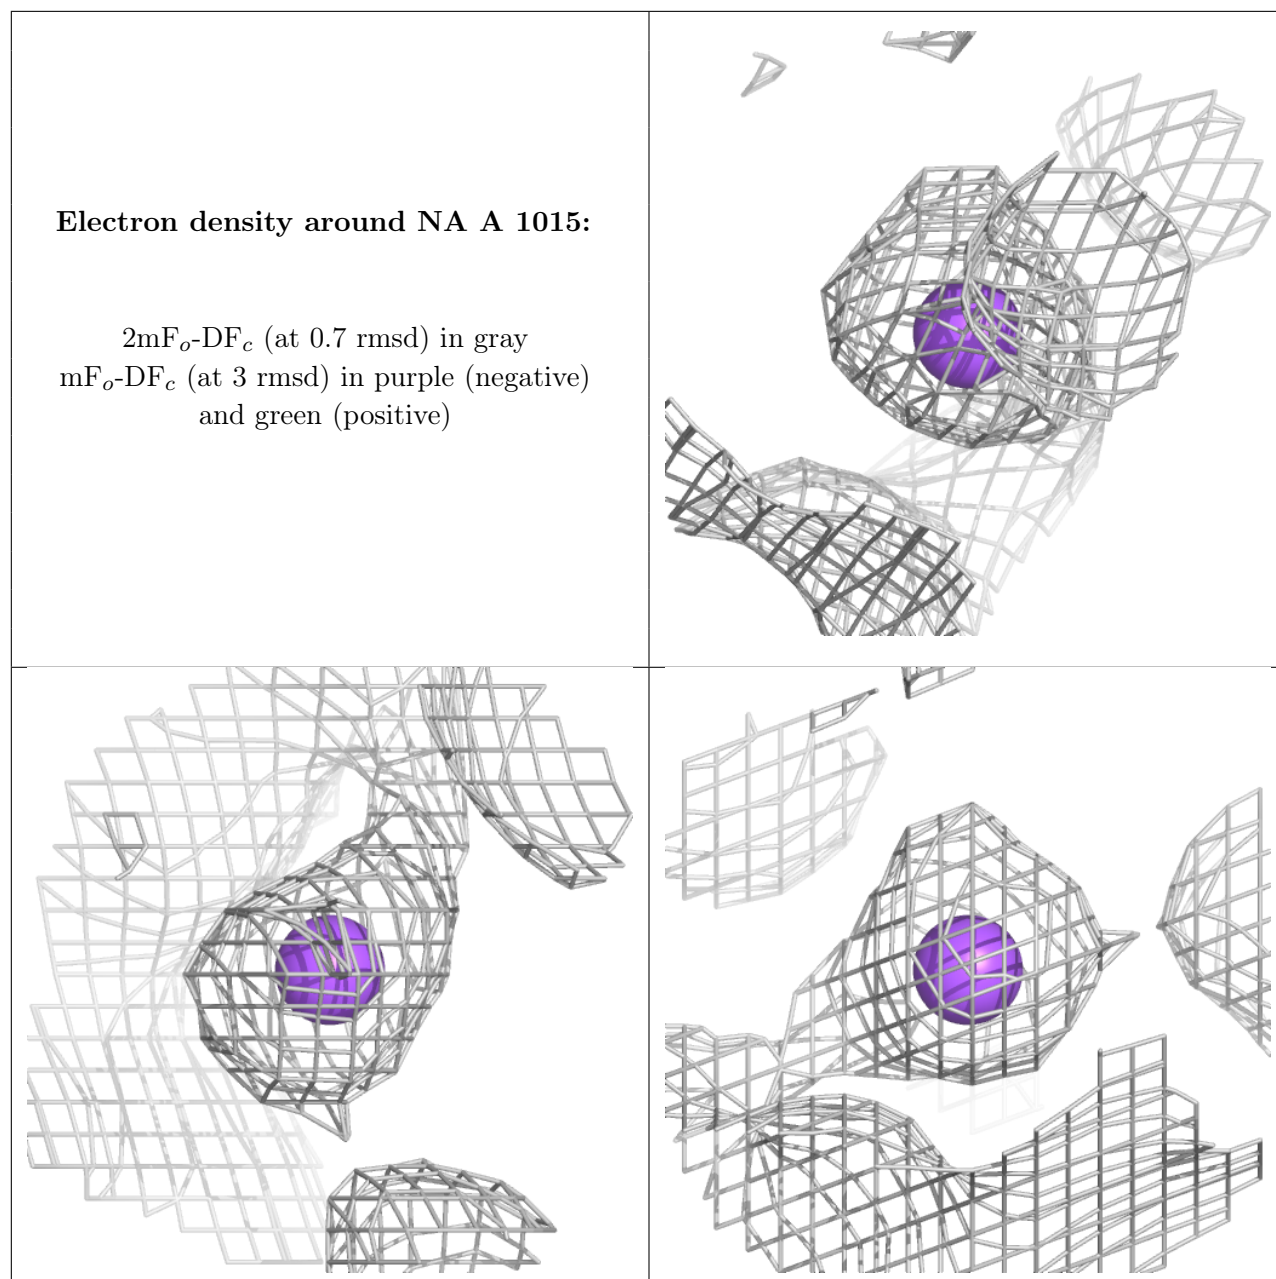 Electron density around NA A 1015:
2mFo-DFc (at 0.7 rmsd) in gray
mFo-DFc (at 3 rmsd) in purple (negative)
and green (positive)